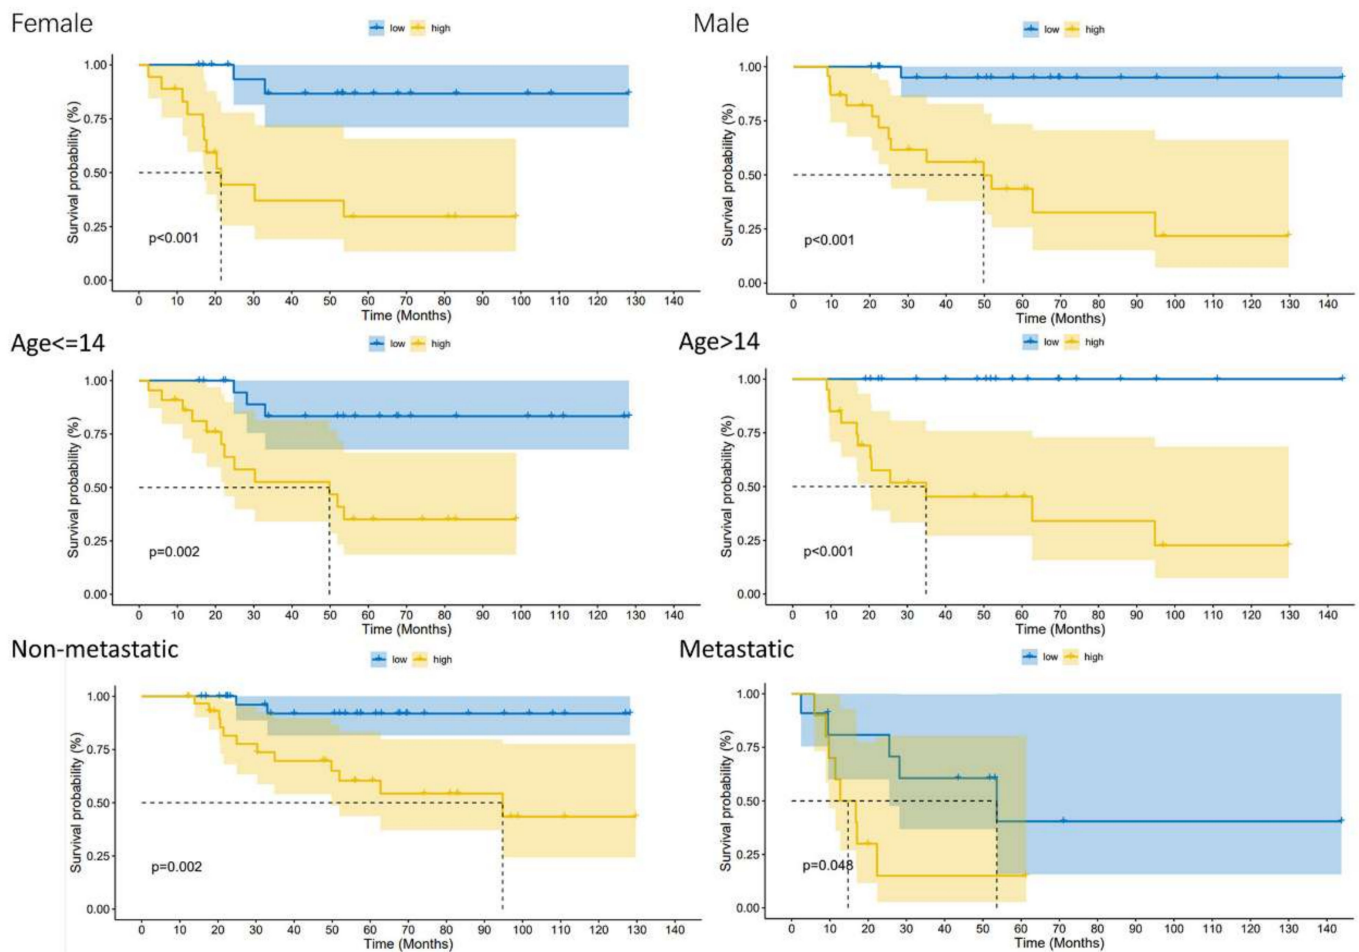 Female
low high
Survival probability (%)
1.00
0.75
0.50
0.25
0.00
p<0.001
0 10 20 30 40 50 60 70 80 90 100 110 120 130 140
Time (Months)
Male
low high
Survival probability (%)
1.00
0.75
0.50
0.25
0.00
p<0.001
0 10 20 30 40 50 60 70 80 90 100 110 120 130 140
Time (Months)
Age<=14
low high
Survival probability (%)
1.00
0.75
0.50
0.25
0.00
p=0.002
0 10 20 30 40 50 60 70 80 90 100 110 120 130 140
Time (Months)
Age>14
low high
Survival probability (%)
1.00
0.75
0.50
0.25
0.00
p<0.001
0 10 20 30 40 50 60 70 80 90 100 110 120 130 140
Time (Months)
Non-metastatic
low high
Survival probability (%)
1.00
0.75
0.50
0.25
0.00
p=0.002
0 10 20 30 40 50 60 70 80 90 100 110 120 130 140
Time (Months)
Metastatic
low high
Survival probability (%)
1.00
0.75
0.50
0.25
0.00
p=0.048
0 10 20 30 40 50 60 70 80 90 100 110 120 130 140
Time (Months)